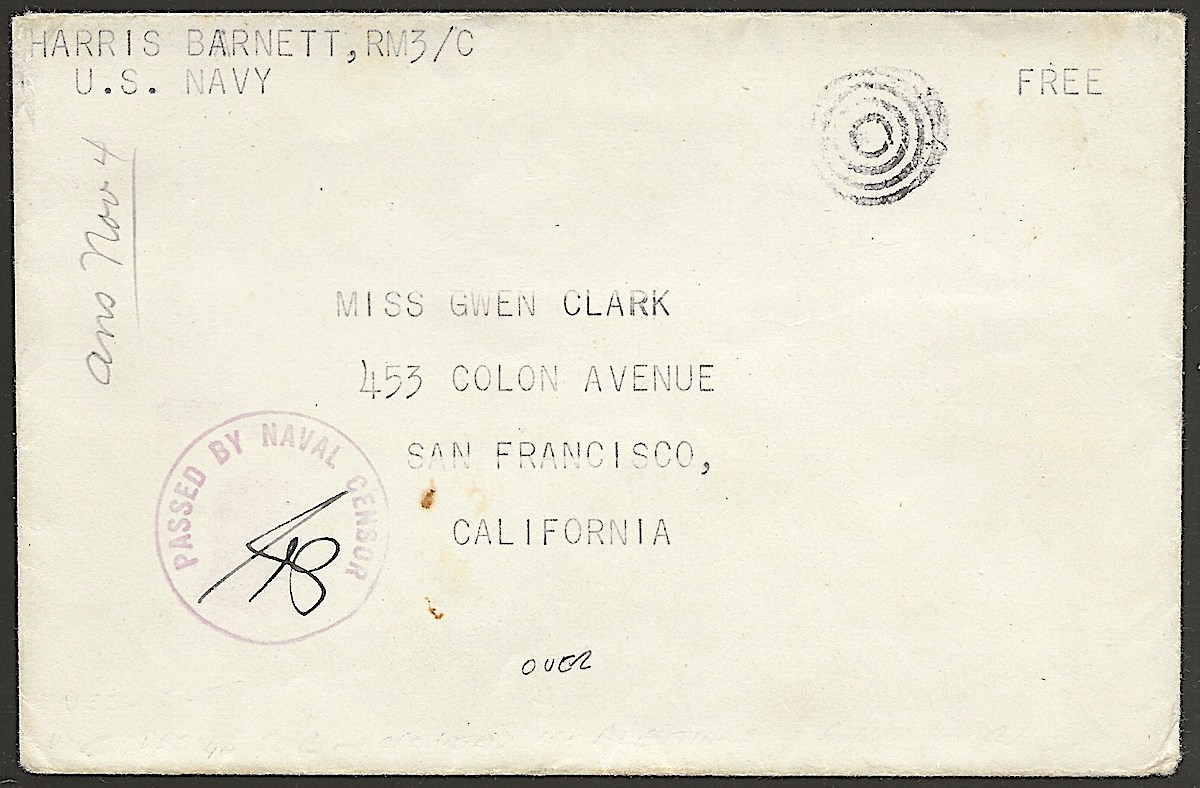 HARRIS BARNETT, RM3/C
U.S. NAVY
FREE
ans Nov 4
MISS GWEN CLARK
453 COLON AVENUE
SAN FRANCISCO,
CALIFORNIA
PASSED BY NAVAL CENSOR
OVER